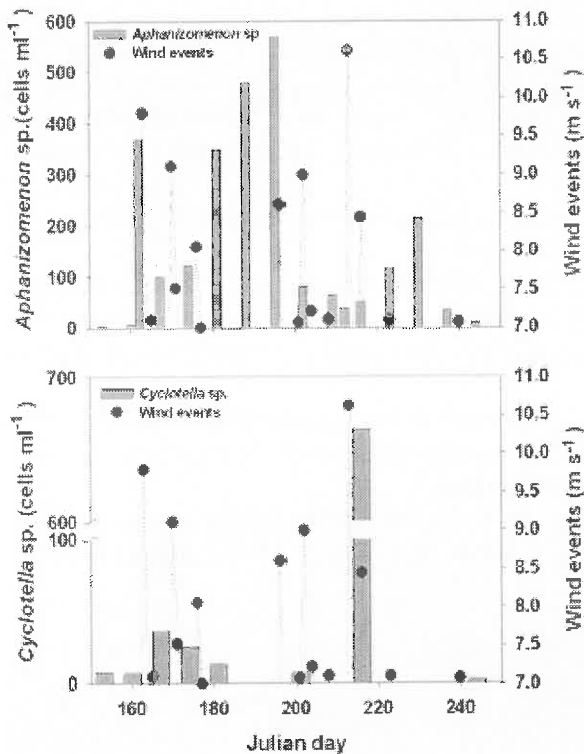 Aphanizomenon sp.(cells ml-1 )
600
500
400
300
200
100
0
Aphanizomenon sp
Wind events
11.0
10.5
10.0
9.5
9.0
8.5
8.0
7.5
7.0
Wind events (m s-1 )
Cyclotella sp. (cells ml-1 )
700
600
100
0
Cyclotella sp.
Wind events
11.0
10.5
10.0
9.5
9.0
8.5
8.0
7.5
7.0
Wind events (m s-1 )
160 180 200 220 240
Julian day